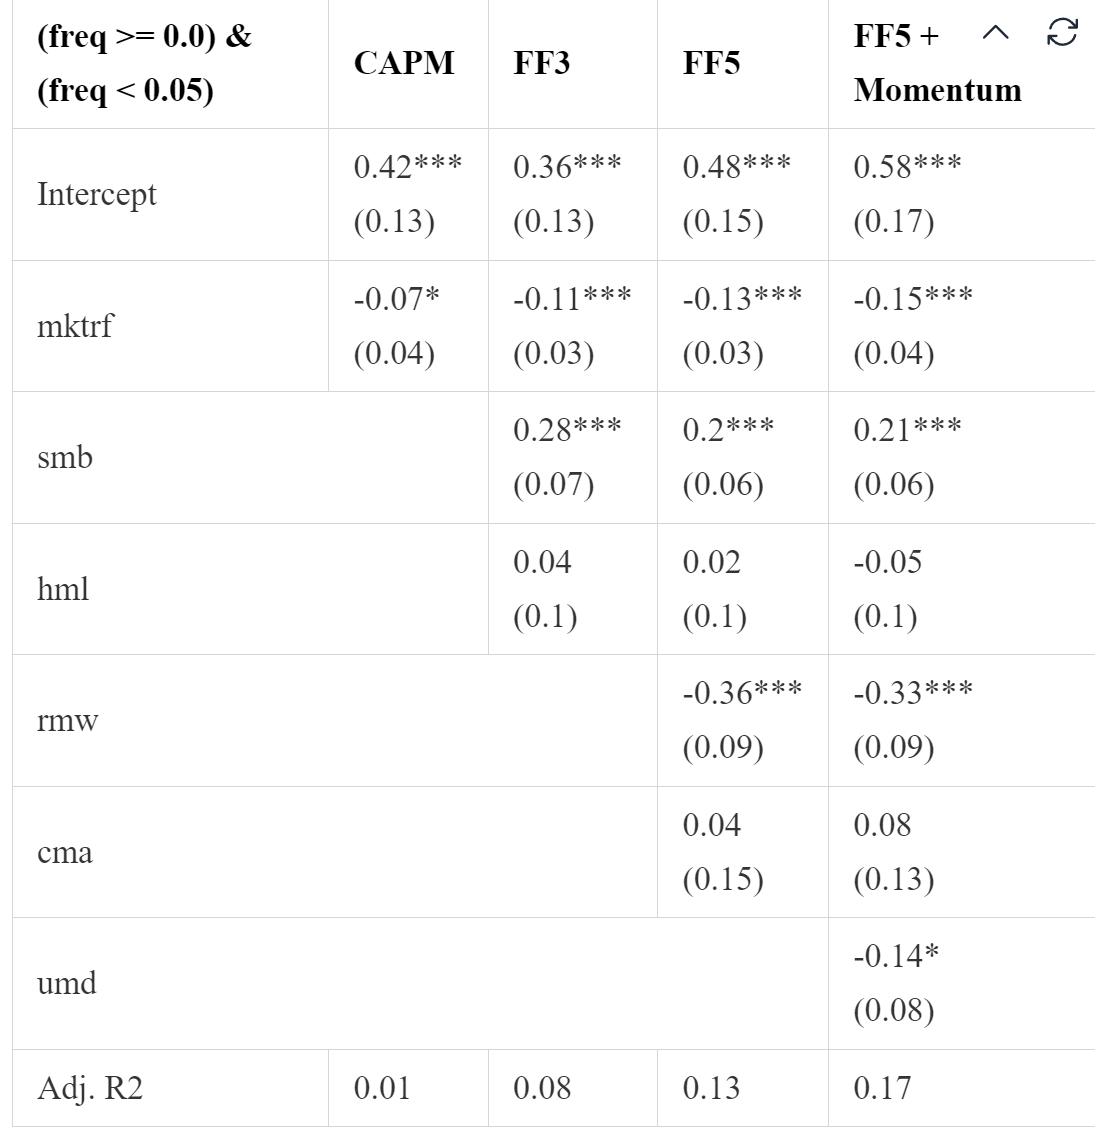 (freq >= 0.0) & (freq < 0.05) CAPM FF3 FF5 FF5 + Momentum
Intercept 0.42*** 0.36*** 0.48*** 0.58***
(0.13) (0.13) (0.15) (0.17)
mktrf -0.07* -0.11*** -0.13*** -0.15***
(0.04) (0.03) (0.03) (0.04)
smb 0.28*** 0.2*** 0.21***
(0.07) (0.06) (0.06)
hml 0.04 0.02 -0.05
(0.1) (0.1) (0.1)
rmw -0.36*** -0.33***
(0.09) (0.09)
cma 0.04 0.08
(0.15) (0.13)
umd -0.14*
(0.08)
Adj. R2 0.01 0.08 0.13 0.17